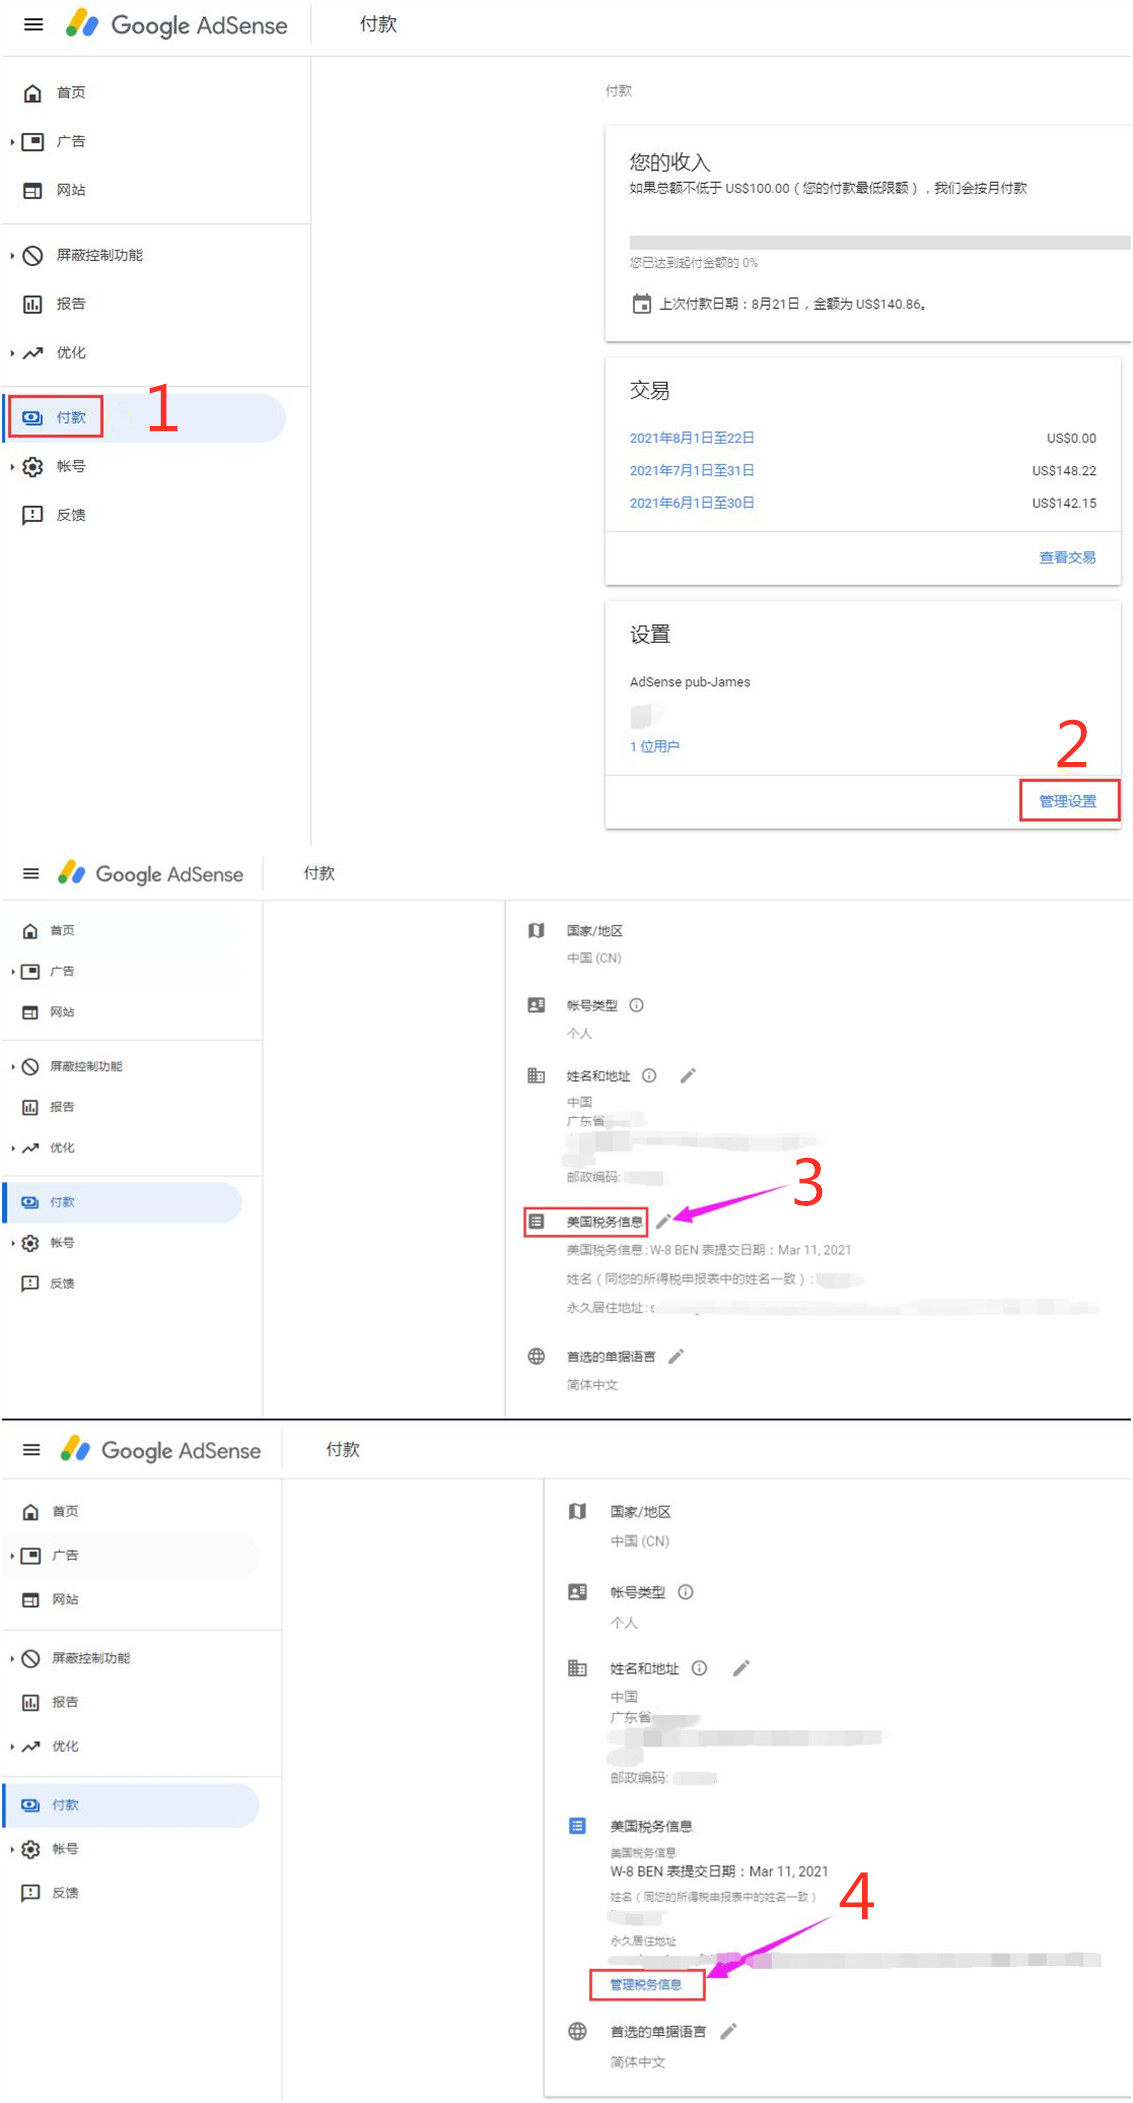 Google AdSense
付款
首页
广告
网站
屏蔽控制功能
报告
优化
付款
1
帐号
反馈
付款
您的收入
如果总额不低于 US$100.00（您的付款最低限额），我们会按月付款
您已达到起付金额的 0%
上次付款日期：8月21日，金额为 US$140.86。
交易
2021年8月1日至22日 US$0.00
2021年7月1日至31日 US$148.22
2021年6月1日至30日 US$142.15
查看交易
设置
AdSense pub-James
1 位用户
2
管理设置
Google AdSense
付款
首页
广告
网站
屏蔽控制功能
报告
优化
付款
帐号
反馈
国家/地区
中国 (CN)
帐号类型
个人
姓名和地址
中国
广东省
邮政编码:
3
美国税务信息
美国税务信息: W-8 BEN 表提交日期：Mar 11, 2021
姓名（同您的所得税申报表中的姓名一致）:
永久居住地址:
首选的单据语言
简体中文
Google AdSense
付款
首页
广告
网站
屏蔽控制功能
报告
优化
付款
帐号
反馈
国家/地区
中国 (CN)
帐号类型
个人
姓名和地址
中国
广东省
邮政编码:
美国税务信息
美国税务信息
W-8 BEN 表提交日期：Mar 11, 2021
姓名（同您的所得税申报表中的姓名一致）
4
永久居住地址
管理税务信息
首选的单据语言
简体中文